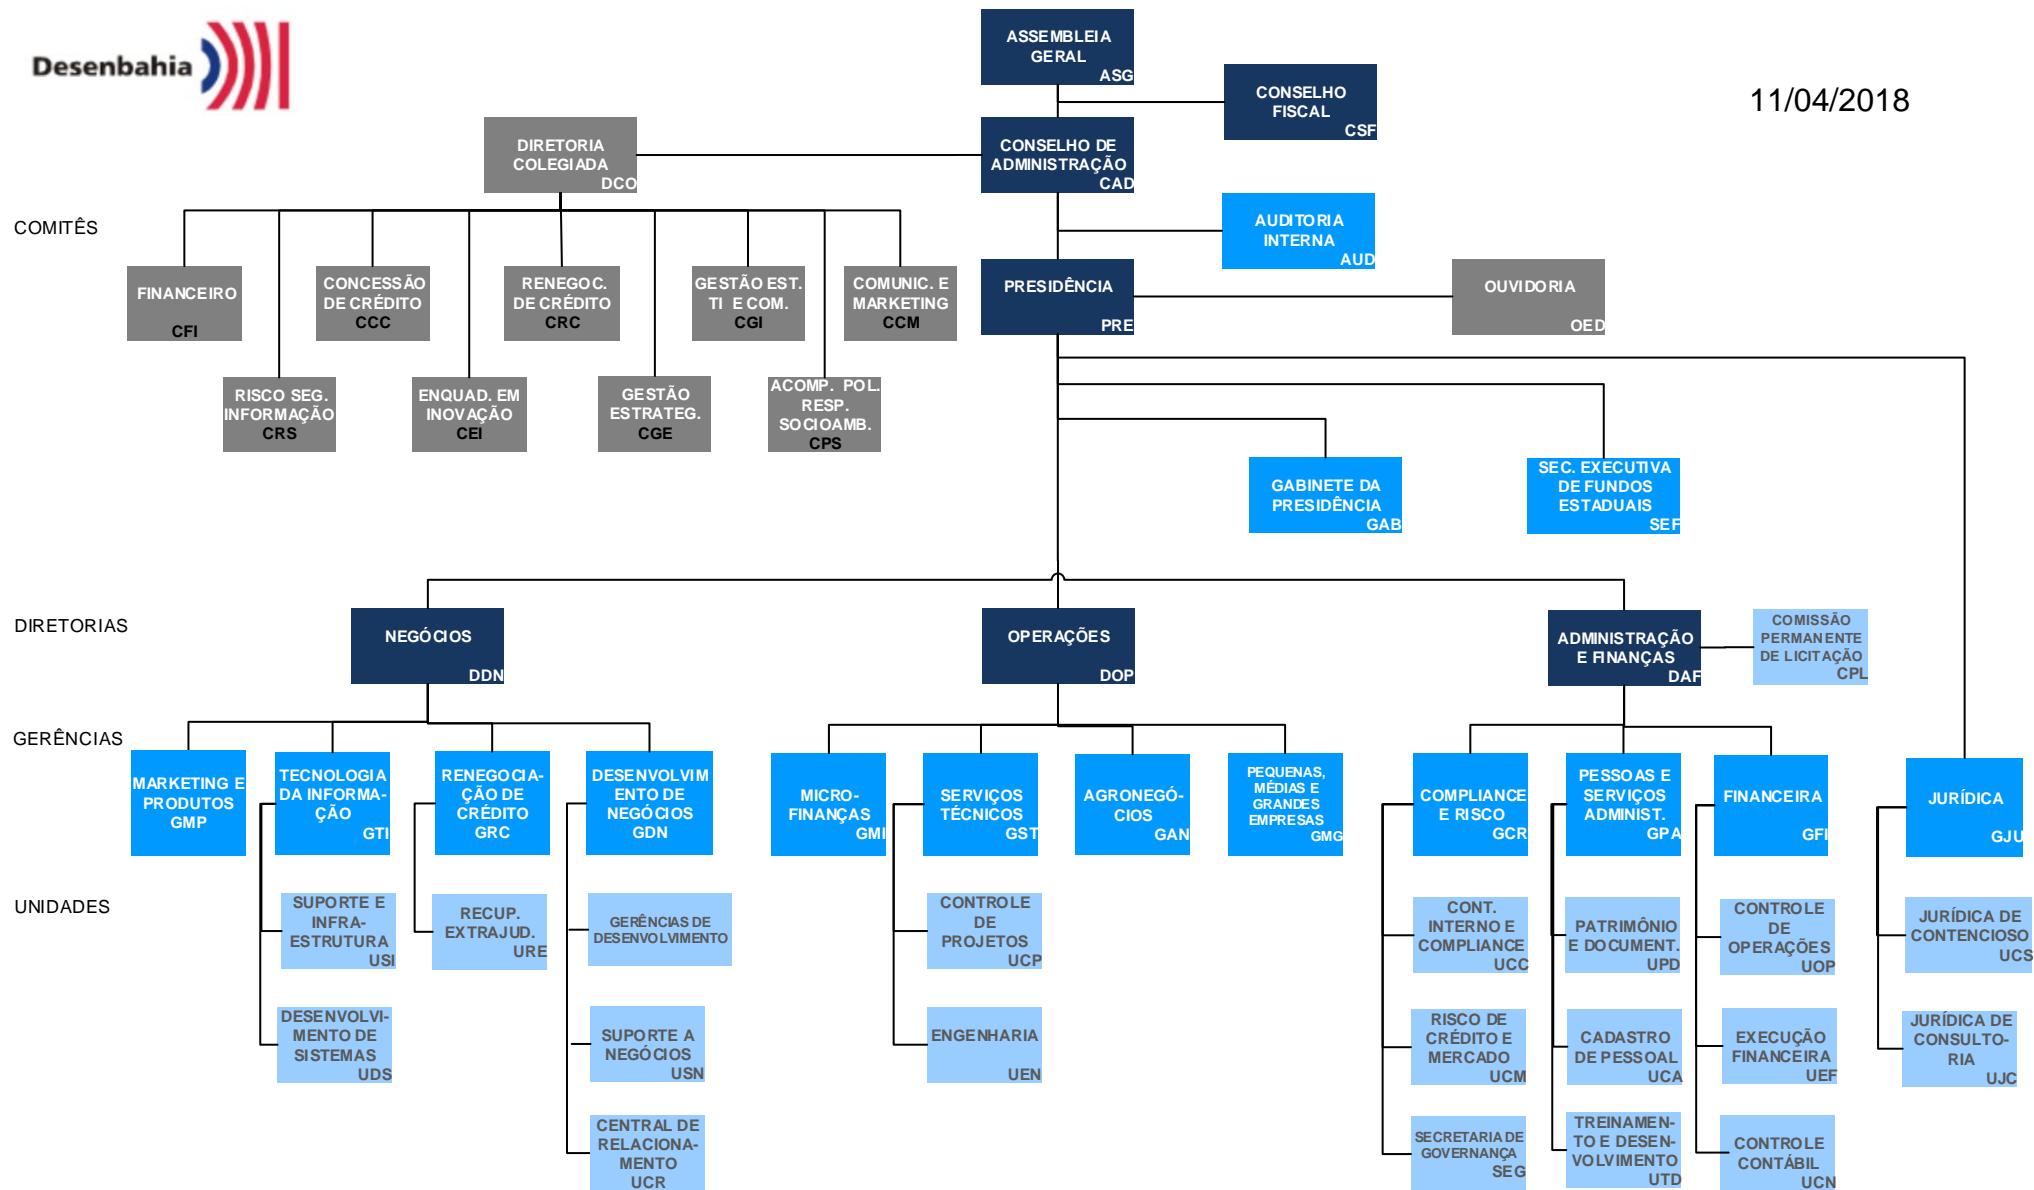 ASSEMBLEIA
GERAL
ASG
Desenbahia
CONSELHO
FISCAL
CSF
11/04/2018
DIRETORIA
COLEGIADA
DCO
CONSELHO DE
ADMINISTRAÇÃO
CAD
COMITÊS
AUDITORIA
INTERNA
AUD
FINANCEIRO
CFI
CONCESSÃO
DE CRÉDITO
CCC
RENEGOC.
DE CRÉDITO
CRC
GESTÃO EST.
TI E COM.
CGI
COMUNIC. E
MARKETING
CCM
PRESIDÊNCIA
PRE
OUVIDORIA
OED
RISCO SEG.
INFORMAÇÃO
CRS
ENQUAD. EM
INOVAÇÃO
CEI
GESTÃO
ESTRATEG.
CGE
ACOMP. POL.
RESP.
SOCIOAMB.
CPS
GABINETE DA
PRESIDÊNCIA
GAB
SEC. EXECUTIVA
DE FUNDOS
ESTADUAIS
SEF
DIRETORIAS
NEGÓCIOS
DDN
OPERAÇÕES
DOP
ADMINISTRAÇÃO
E FINANÇAS
DAF
COMISSÃO
PERMANENTE
DE LICITAÇÃO
CPL
GERÊNCIAS
MARKETING E
PRODUTOS
GMP
TECNOLOGIA
DA INFORMA-
ÇÃO
GTI
RENEGOCIA-
ÇÃO DE
CRÉDITO
GRC
DESENVOLVIM
ENTO DE
NEGÓCIOS
GDN
MICRO-
FINANÇAS
GMI
SERVIÇOS
TÉCNICOS
GST
AGRONEGÓ-
CIOS
GAN
PEQUENAS,
MÉDIAS E
GRANDES
EMPRESAS
GMG
COMPLIANCE
E RISCO
GCR
PESSOAS E
SERVIÇOS
ADMINIST.
GPA
FINANCEIRA
GFI
JURÍDICA
GJU
UNIDADES
SUPORTE E
INFRA-
ESTRUTURA
USI
RECUP.
EXTRAJUD.
URE
GERÊNCIAS DE
DESENVOLVIMENTO
CONTROLE
DE
PROJETOS
UCP
CONT.
INTERNO E
COMPLIANCE
UCC
PATRIMÔNIO
E DOCUMENT.
UPD
CONTROLE
DE
OPERAÇÕES
UOP
JURÍDICA DE
CONTENCIOSO
UCS
DESENVOLVI-
MENTO DE
SISTEMAS
UDS
SUPORTE A
NEGÓCIOS
USN
ENGENHARIA
UEN
RISCO DE
CRÉDITO E
MERCADO
UCM
CADASTRO
DE PESSOAL
UCA
EXECUÇÃO
FINANCEIRA
UEF
JURÍDICA DE
CONSULTO-
RIA
UJC
CENTRAL DE
RELACIONA-
MENTO
UCR
SECRETARIA DE
GOVERNANÇA
SEG
TREINAMEN-
TO E DESEN-
VOLVIMENTO
UTD
CONTROLE
CONTÁBIL
UCN